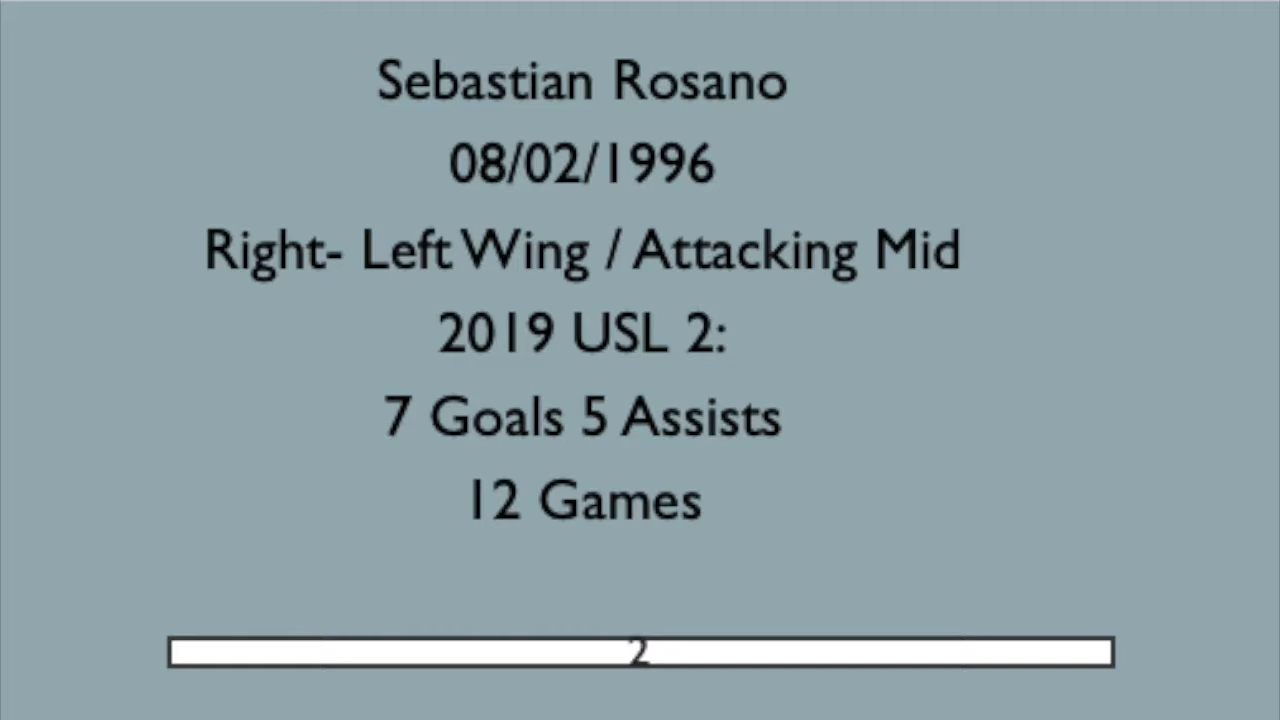 Sebastian Rosano
08/02/1996
Right- Left Wing / Attacking Mid
2019 USL 2:
7 Goals 5 Assists
12 Games
2